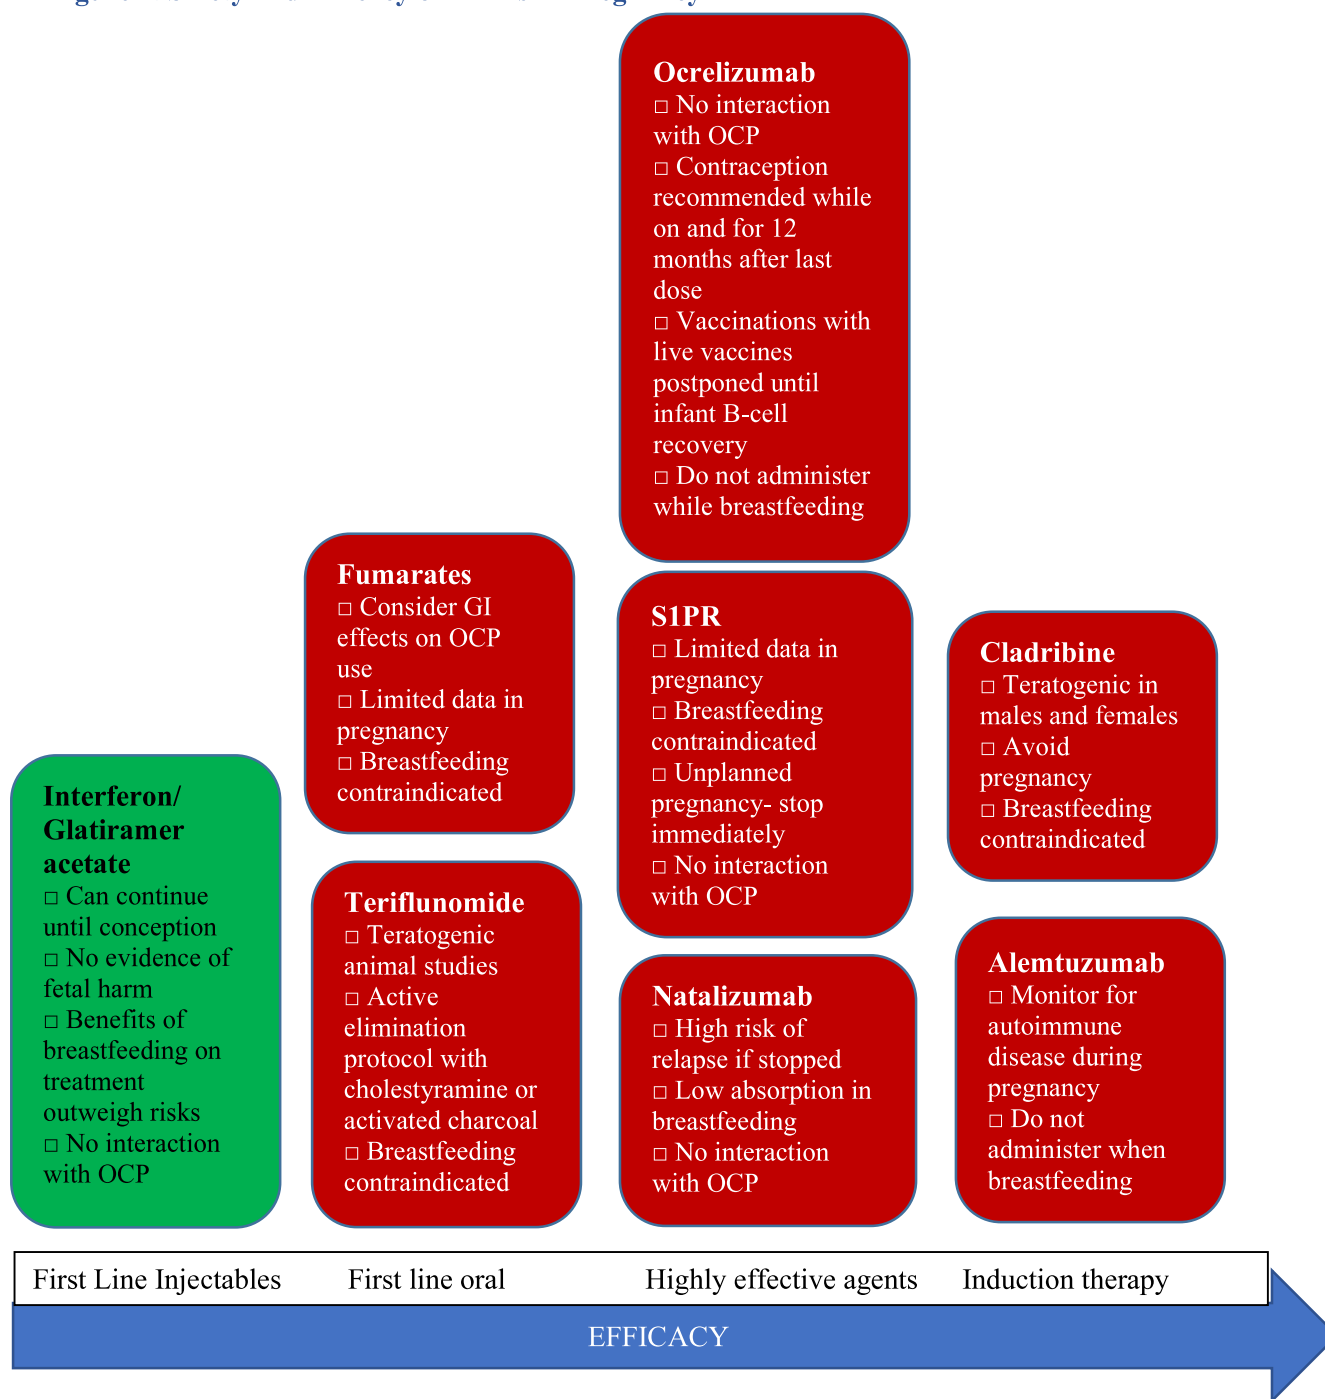 Ocrelizumab
□ No interaction
with OCP
□ Contraception
recommended while
on and for 12
months after last
dose
□ Vaccinations with
live vaccines
postponed until
infant B-cell
recovery
□ Do not administer
while breastfeeding
Fumarates
□ Consider GI
effects on OCP
use
□ Limited data in
pregnancy
□ Breastfeeding
contraindicated
S1PR
□ Limited data in
pregnancy
□ Breastfeeding
contraindicated
□ Unplanned
pregnancy- stop
immediately
□ No interaction
with OCP
Cladribine
□ Teratogenic in
males and females
□ Avoid
pregnancy
□ Breastfeeding
contraindicated
Interferon/
Glatiramer
acetate
□ Can continue
until conception
□ No evidence of
fetal harm
□ Benefits of
breastfeeding on
treatment
outweigh risks
□ No interaction
with OCP
Teriflunomide
□ Teratogenic
animal studies
□ Active
elimination
protocol with
cholestyramine or
activated charcoal
□ Breastfeeding
contraindicated
Natalizumab
□ High risk of
relapse if stopped
□ Low absorption in
breastfeeding
□ No interaction
with OCP
Alemtuzumab
□ Monitor for
autoimmune
disease during
pregnancy
□ Do not
administer when
breastfeeding
First Line Injectables
First line oral
Highly effective agents
Induction therapy
EFFICACY